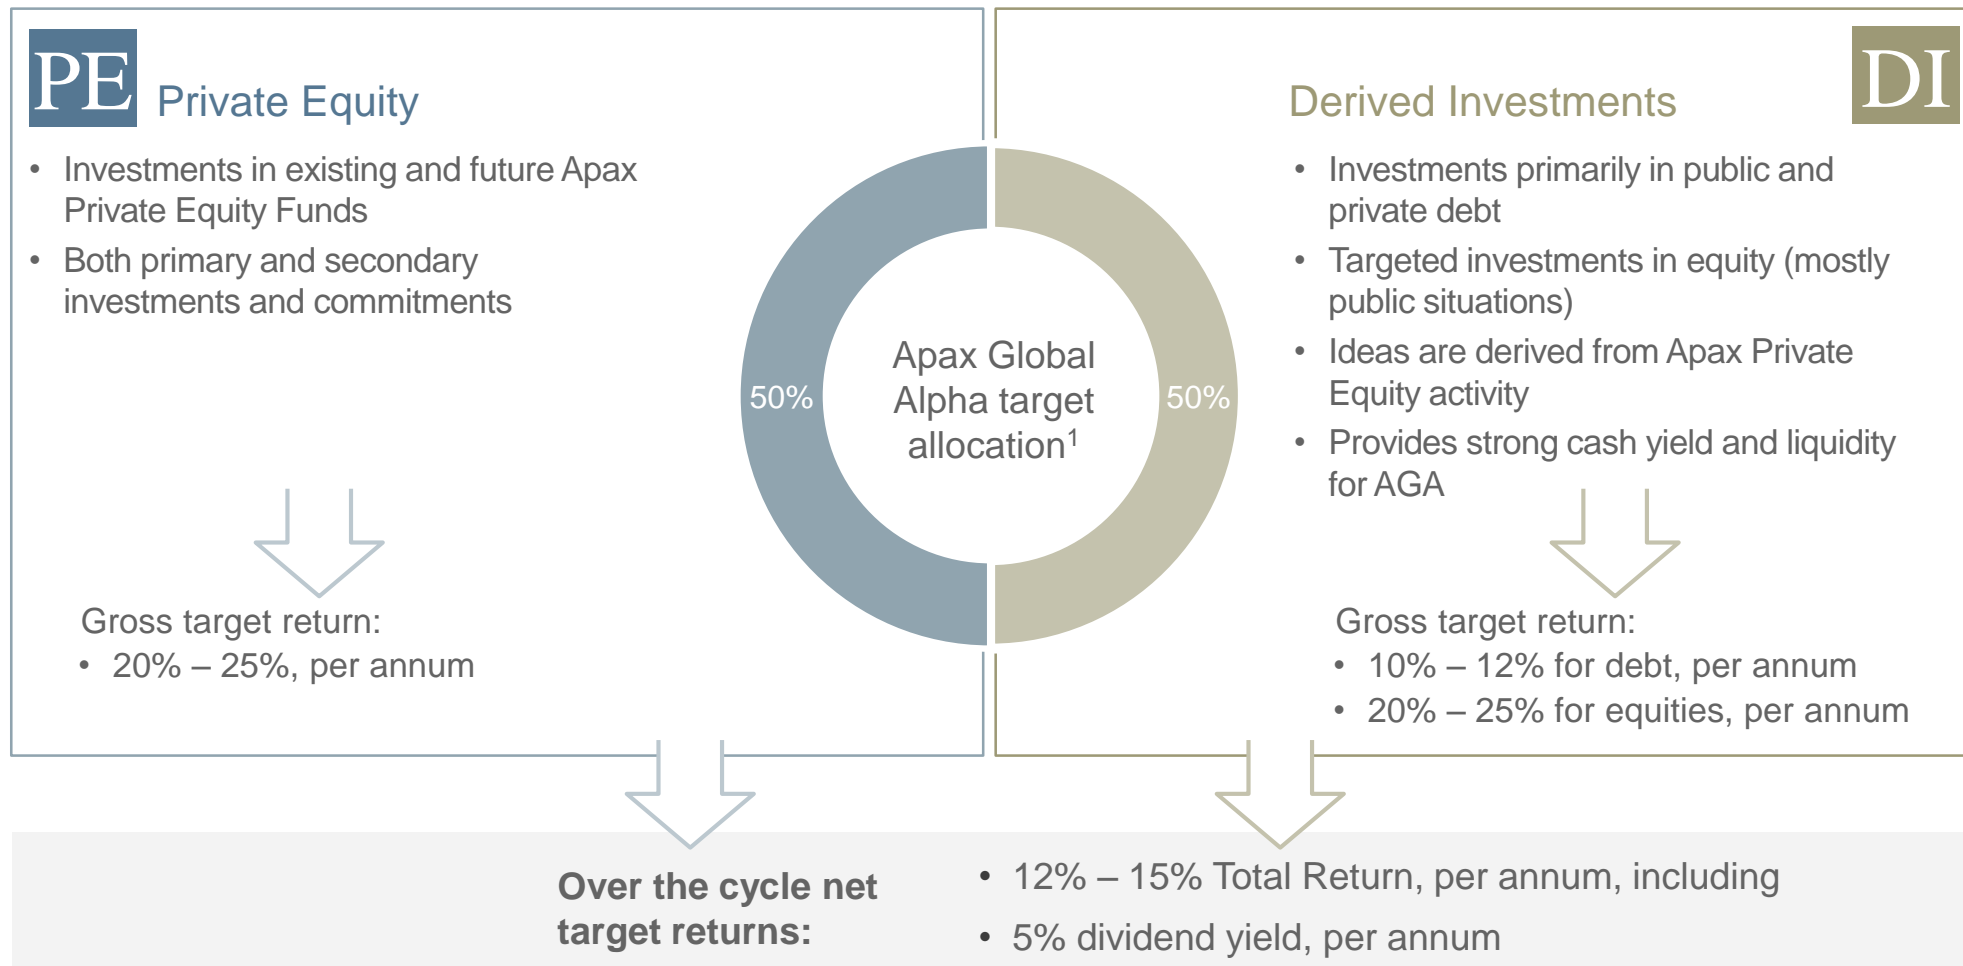 PE Private Equity
• Investments in existing and future Apax
Private Equity Funds
• Both primary and secondary
investments and commitments
Gross target return:
• 20% – 25%, per annum
50%
Apax Global
Alpha target
allocation¹
50%
Derived Investments DI
• Investments primarily in public and
private debt
• Targeted investments in equity (mostly
public situations)
• Ideas are derived from Apax Private
Equity activity
• Provides strong cash yield and liquidity
for AGA
Gross target return:
• 10% – 12% for debt, per annum
• 20% – 25% for equities, per annum
Over the cycle net
target returns:
• 12% – 15% Total Return, per annum, including
• 5% dividend yield, per annum